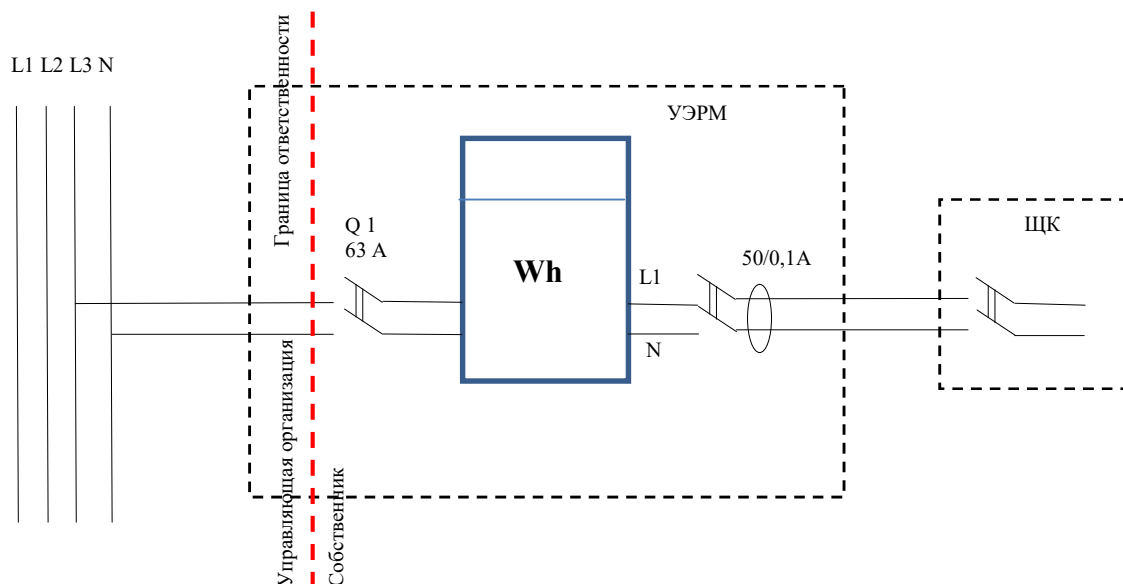 L1 L2 L3 N
Граница ответственности
УЭРМ
ЩК
Q 1
63 А
Wh
L1
50/0,1А
N
Управляющая организация
Собственник